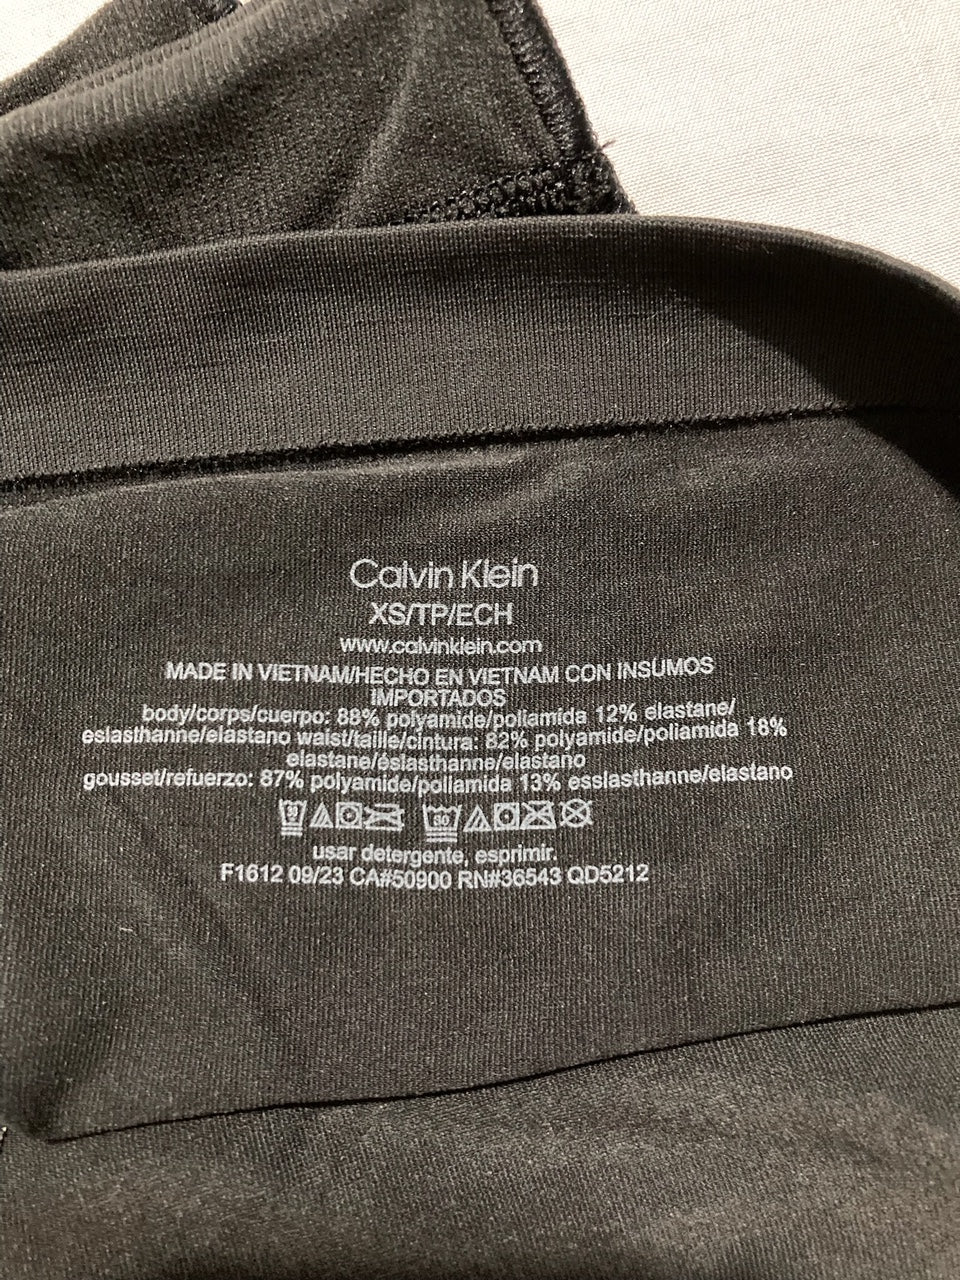 Calvin Klein
XS/TP/ECH
www.calvinklein.com
MADE IN VIETNAM/HECHO EN VIETNAM CON INSUMOS
IMPORTADOS
body/corps/cuerpo: 88% polyamide/poliamida 12% elastane/
eslasthanne/elastano waist/taille/cintura: 82% polyamide/poliamida 18%
elastane/éslasthanne/elastano
gousset/refuerzo: 87% polyamide/poliamida 13% esslasthanne/elastano
30 30
usar detergente, esprimir.
F1612 09/23 CA#50900 RN#36543 QD5212